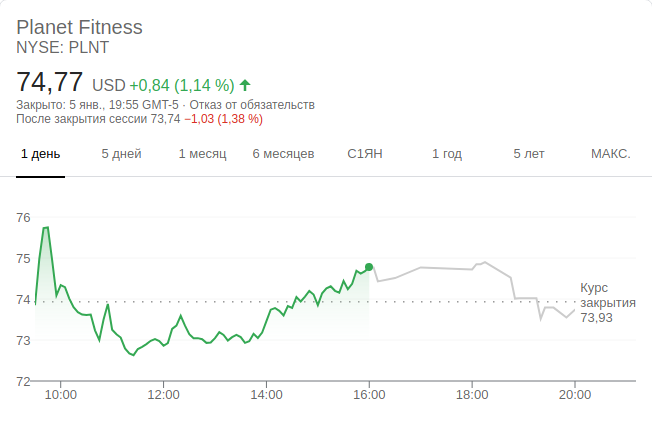 Planet Fitness
NYSE: PLNT
74,77 USD +0,84 (1,14 %)
Закрыто: 5 янв., 19:55 GMT-5 · Отказ от обязательств
После закрытия сессии 73,74 −1,03 (1,38 %)
1 день 5 дней 1 месяц 6 месяцев С1ЯН 1 год 5 лет МАКС.
76
75
74
73
72
Курс
закрытия
73,93
10:00 12:00 14:00 16:00 18:00 20:00